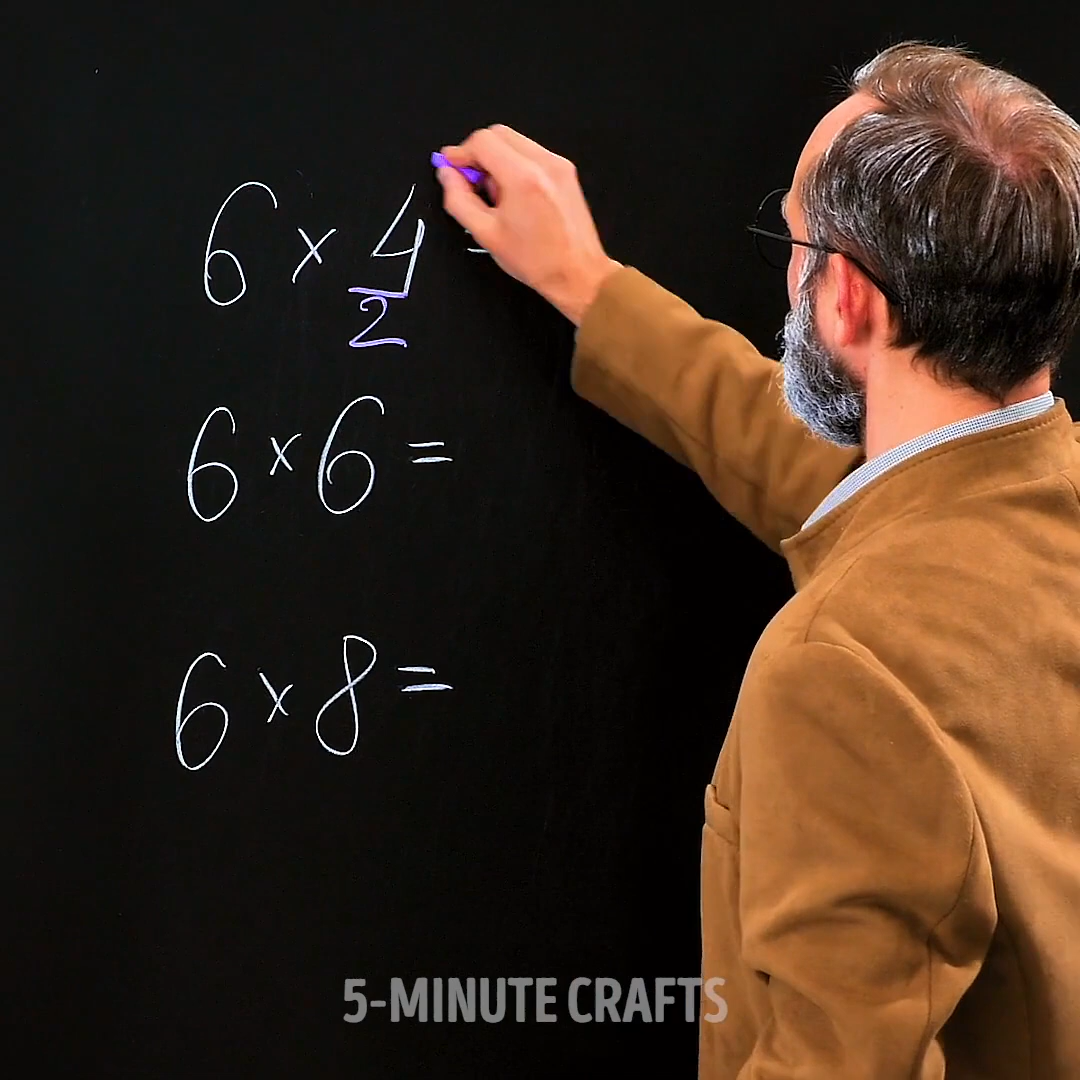 6 × 4 =
2
6 × 6 =
6 × 8 =
5-MINUTE CRAFTS